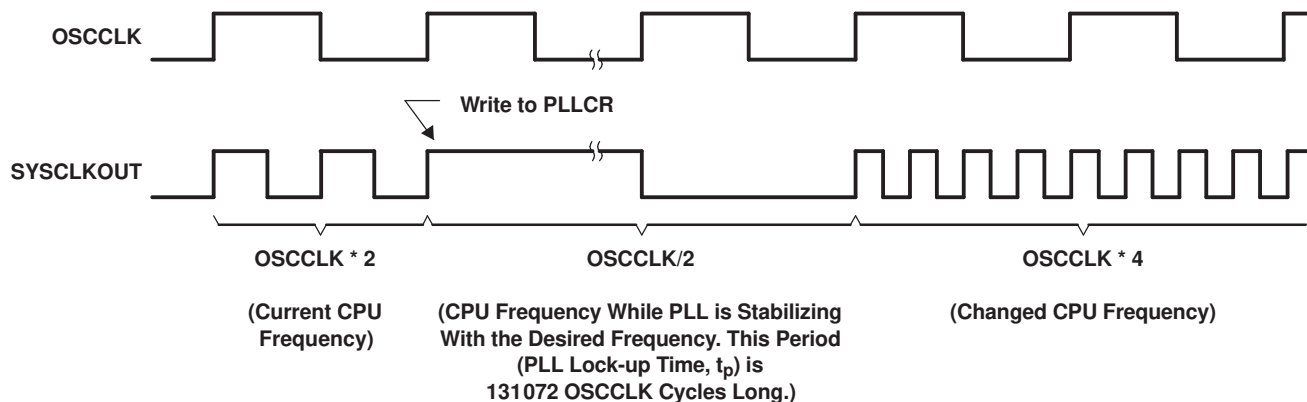 OSCCLK
Write to PLLCR
SYSCLKOUT
OSCCLK * 2
OSCCLK/2
OSCCLK * 4
(Current CPU
Frequency)
(CPU Frequency While PLL is Stabilizing
With the Desired Frequency. This Period
(PLL Lock-up Time, tp) is
131072 OSCCLK Cycles Long.)
(Changed CPU Frequency)